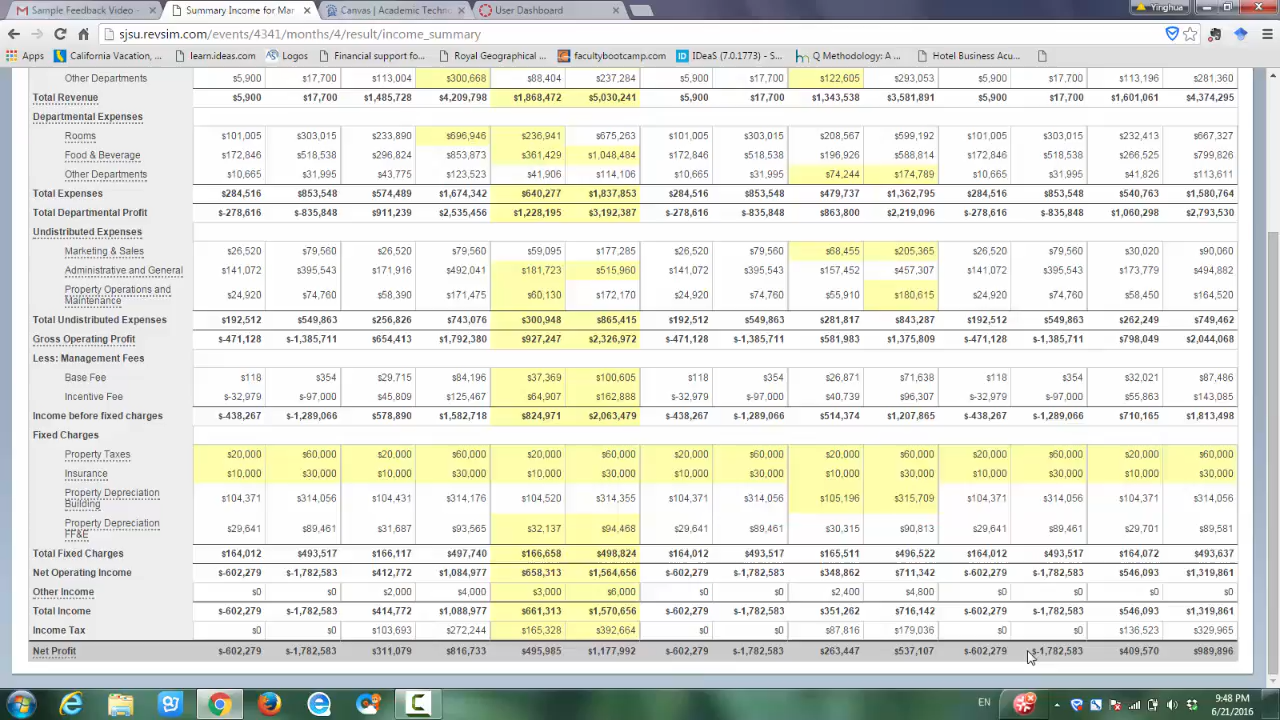 Sample Feedback Video - ×
Summary Income for Mar ×
Canvas | Academic Techno ×
User Dashboard ×
Yinghua
sjsu.revsim.com/events/4341/months/4/result/income_summary
Apps California Vacation, learn.ideas.com Logos Financial support fo Royal Geographical facultybootcamp.com IDeaS (7.0.1773) - Q Methodology: A ... Hotel Business Acu...
Other Departments $5,900 $17,700 $113,004 $300,668 $88,404 $237,284 $5,900 $17,700 $122,605 $293,053 $5,900 $17,700 $113,196 $281,360
Total Revenue $5,900 $17,700 $1,485,728 $4,209,798 $1,868,472 $5,030,241 $5,900 $17,700 $1,343,538 $3,581,891 $5,900 $17,700 $1,601,061 $4,374,295
Departmental Expenses
Rooms $101,005 $303,015 $233,890 $696,946 $236,941 $675,263 $101,005 $303,015 $208,567 $599,192 $101,005 $303,015 $232,413 $667,327
Food & Beverage $172,846 $518,538 $296,824 $853,873 $361,429 $1,048,484 $172,846 $518,538 $196,926 $588,814 $172,846 $518,538 $266,525 $799,826
Other Departments $10,665 $31,995 $43,775 $123,523 $41,906 $114,106 $10,665 $31,995 $74,244 $174,789 $10,665 $31,995 $41,826 $113,611
Total Expenses $284,516 $853,548 $574,489 $1,674,342 $640,277 $1,837,853 $284,516 $853,548 $479,737 $1,362,795 $284,516 $853,548 $540,763 $1,580,764
Total Departmental Profit $-278,616 $-835,848 $911,239 $2,535,456 $1,228,195 $3,192,387 $-278,616 $-835,848 $863,800 $2,219,096 $-278,616 $-835,848 $1,060,298 $2,793,530
Undistributed Expenses
Marketing & Sales $26,520 $79,560 $26,520 $79,560 $59,095 $177,285 $26,520 $79,560 $68,455 $205,365 $26,520 $79,560 $30,020 $90,060
Administrative and General $141,072 $395,543 $171,916 $492,041 $181,723 $515,960 $141,072 $395,543 $157,452 $457,307 $141,072 $395,543 $173,779 $494,882
Property Operations and
Maintenance $24,920 $74,760 $58,390 $171,475 $60,130 $172,170 $24,920 $74,760 $55,910 $180,615 $24,920 $74,760 $58,450 $164,520
Total Undistributed Expenses $192,512 $549,863 $256,826 $743,076 $300,948 $865,415 $192,512 $549,863 $281,817 $843,287 $192,512 $549,863 $262,249 $749,462
Gross Operating Profit $-471,128 $-1,385,711 $654,413 $1,792,380 $927,247 $2,326,972 $-471,128 $-1,385,711 $581,983 $1,375,809 $-471,128 $-1,385,711 $798,049 $2,044,068
Less: Management Fees
Base Fee $118 $354 $29,715 $84,196 $37,369 $100,605 $118 $354 $26,871 $71,638 $118 $354 $32,021 $87,486
Incentive Fee $-32,979 $-97,000 $45,809 $125,467 $64,907 $162,888 $-32,979 $-97,000 $40,739 $96,307 $-32,979 $-97,000 $55,863 $143,085
Income before fixed charges $-438,267 $-1,289,066 $578,890 $1,582,718 $824,971 $2,063,479 $-438,267 $-1,289,066 $514,374 $1,207,865 $-438,267 $-1,289,066 $710,165 $1,813,498
Fixed Charges
Property Taxes $20,000 $60,000 $20,000 $60,000 $20,000 $60,000 $20,000 $60,000 $20,000 $60,000 $20,000 $60,000 $20,000 $60,000
Insurance $10,000 $30,000 $10,000 $30,000 $10,000 $30,000 $10,000 $30,000 $10,000 $30,000 $10,000 $30,000 $10,000 $30,000
Property Depreciation
Building $104,371 $314,056 $104,431 $314,176 $104,520 $314,355 $104,371 $314,056 $105,196 $315,709 $104,371 $314,056 $104,371 $314,056
Property Depreciation
FF&E $29,641 $89,461 $31,687 $93,565 $32,137 $94,468 $29,641 $89,461 $30,315 $90,813 $29,641 $89,461 $29,701 $89,581
Total Fixed Charges $164,012 $493,517 $166,117 $497,740 $166,658 $498,824 $164,012 $493,517 $165,511 $496,522 $164,012 $493,517 $164,072 $493,637
Net Operating Income $-602,279 $-1,782,583 $412,772 $1,084,977 $658,313 $1,564,656 $-602,279 $-1,782,583 $348,862 $711,342 $-602,279 $-1,782,583 $546,093 $1,319,861
Other Income $0 $0 $2,000 $4,000 $3,000 $6,000 $0 $0 $2,400 $4,800 $0 $0 $0 $0
Total Income $-602,279 $-1,782,583 $414,772 $1,088,977 $661,313 $1,570,656 $-602,279 $-1,782,583 $351,262 $716,142 $-602,279 $-1,782,583 $546,093 $1,319,861
Income Tax $0 $0 $103,693 $272,244 $165,328 $392,664 $0 $0 $87,816 $179,036 $0 $0 $136,523 $329,965
Net Profit $-602,279 $-1,782,583 $311,079 $816,733 $495,985 $1,177,992 $-602,279 $-1,782,583 $263,447 $537,107 $-602,279 $-1,782,583 $409,570 $989,896
EN
9:48 PM
6/21/2016